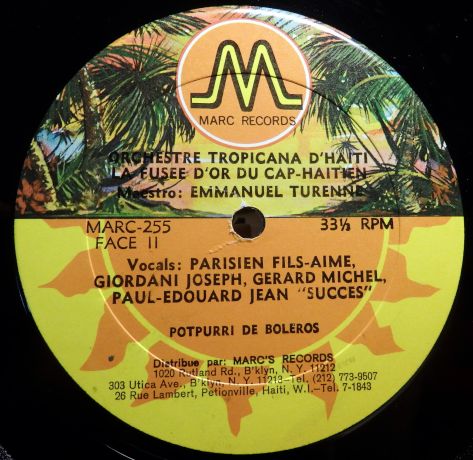 M
MARC RECORDS
ORCHESTRE TROPICANA D'HAITI
LA FUSEE D'OR DU CAP-HAITIEN
Maestro: EMMANUEL TURENNE
MARC-255 33⅓ RPM
FACE II
Vocals: PARISIEN FILS-AIME,
GIORDANI JOSEPH, GERARD MICHEL,
PAUL-EDOUARD JEAN "SUCCES"
POTPURRI DE BOLEROS
Distribue par: MARC'S RECORDS
1020 Rutland Rd., B'klyn, N. Y. 11212
303 Utica Ave., B'klyn, N. Y. 11213-Tel. (212) 773-9507
26 Rue Lambert, Petionville, Haiti, W.I.-Tel. 7-1843